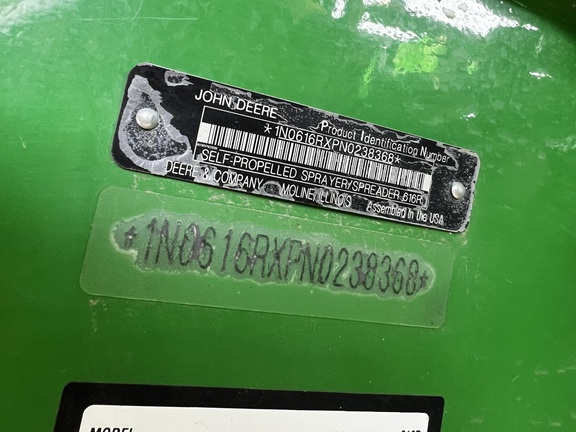 JOHN DEERE
Product Identification Number
*1N0616RXPN0238368*
SELF-PROPELLED SPRAYER/SPREADER 616R
DEERE & COMPANY MOLINE, ILLINOIS Assembled in the USA
*1N0616RXPN0238368*
MODEL